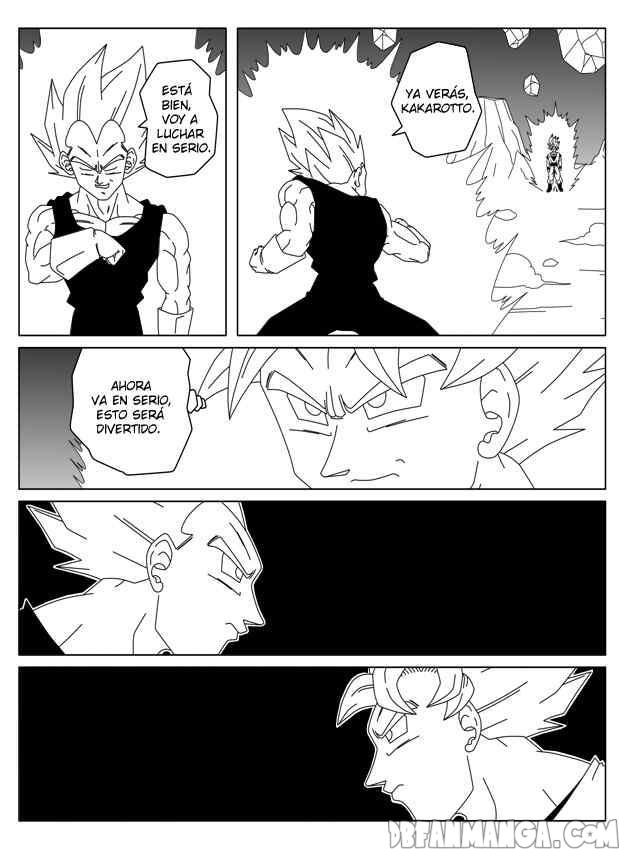 ESTÁ
BIEN,
VOY A
LUCHAR
EN SERIO.
YA VERÁS,
KAKAROTTO.
AHORA
VA EN SERIO,
ESTO SERÁ
DIVERTIDO.
DBFANMANGA.COM